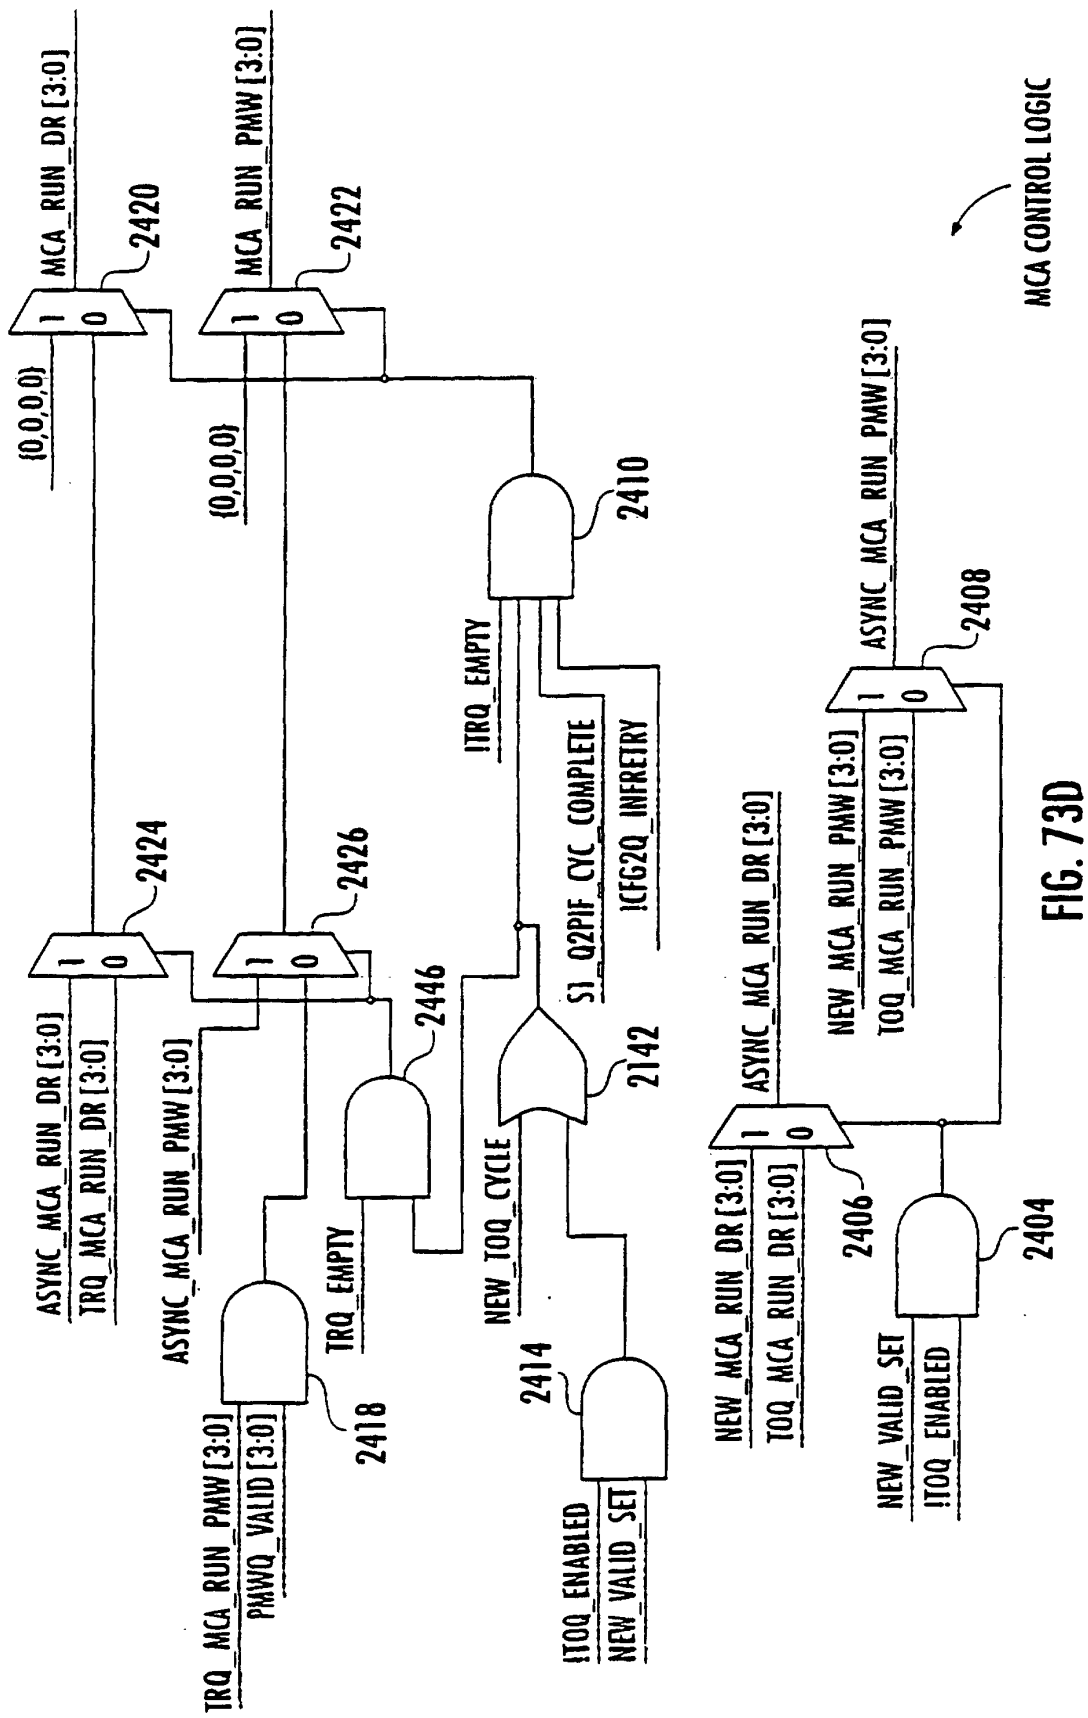 ASYNC_MCA_RUN_DR[3:0]
TRQ_MCA_RUN_DR[3:0]
1
0
2424
{0,0,0,0}
1
0
MCA_RUN_DR[3:0]
2420
TRQ_MCA_RUN_PMW[3:0]
PMWQ_VALID[3:0]
2418
ASYNC_MCA_RUN_PMW[3:0]
1
0
2426
{0,0,0,0}
1
0
MCA_RUN_PMW[3:0]
2422
TRQ_EMPTY
2446
!TOQ_ENABLED
NEW_VALID_SET
2414
NEW_TOQ_CYCLE
2142
!TRQ_EMPTY
S1_Q2PIF_CYC_COMPLETE
!CFG2Q_INFRETRY
2410
NEW_MCA_RUN_DR[3:0]
TOQ_MCA_RUN_DR[3:0]
1
0
ASYNC_MCA_RUN_DR[3:0]
2406
NEW_MCA_RUN_PMW[3:0]
TOQ_MCA_RUN_PMW[3:0]
1
0
ASYNC_MCA_RUN_PMW[3:0]
2408
NEW_VALID_SET
!TOQ_ENABLED
2404
MCA CONTROL LOGIC
FIG. 73D